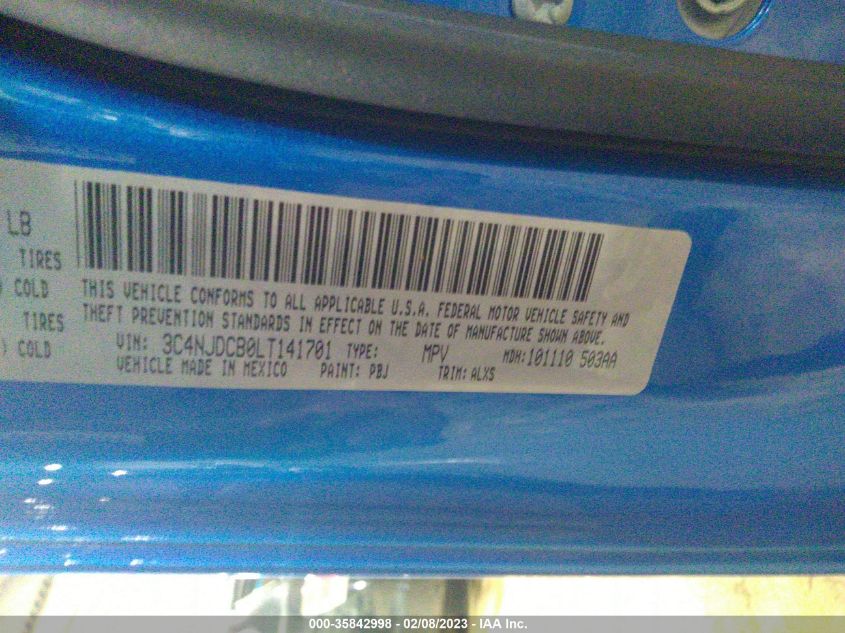 LB
TIRES
) COLD
TIRES
) COLD
THIS VEHICLE CONFORMS TO ALL APPLICABLE U.S.A. FEDERAL MOTOR VEHICLE SAFETY AND
THEFT PREVENTION STANDARDS IN EFFECT ON THE DATE OF MANUFACTURE SHOWN ABOVE.
VIN: 3C4NJDCB0LT141701 TYPE: MPV MDH: 101110 503AA
VEHICLE MADE IN MEXICO PAINT: PBJ TRIM: ALXS
000-35842998 - 02/08/2023 - IAA Inc.